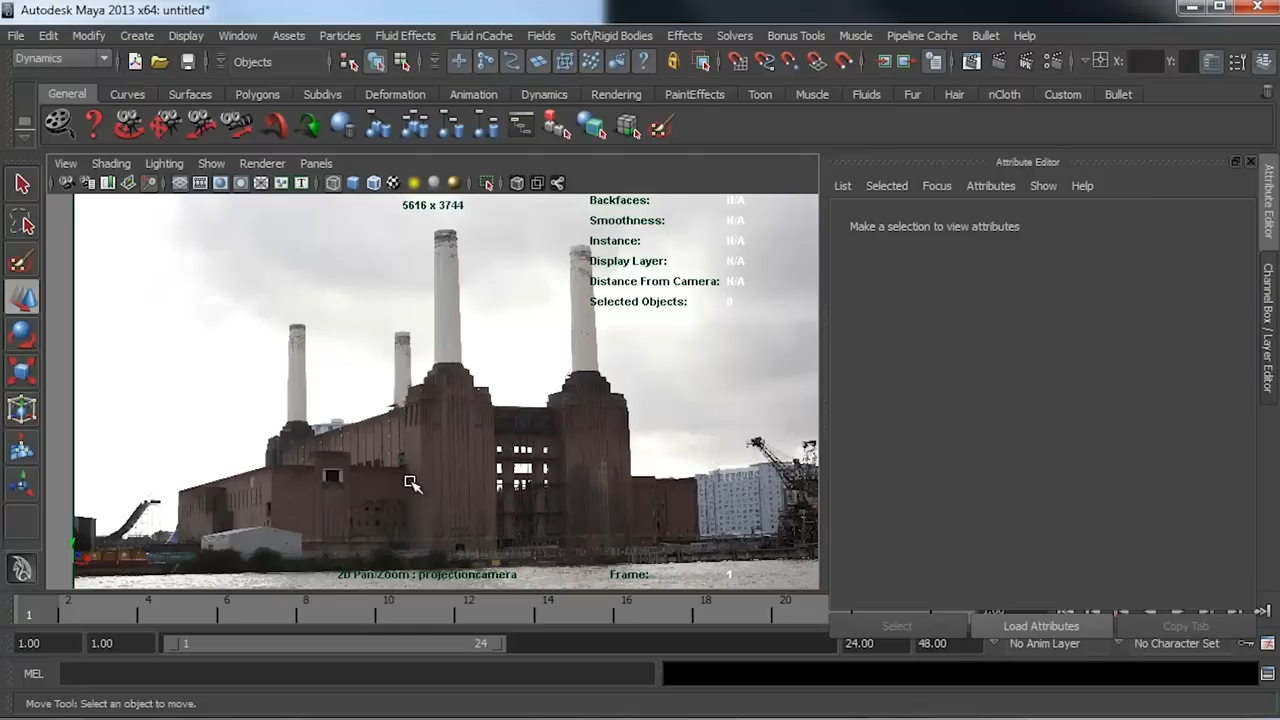 Autodesk Maya 2013 x64: untitled*
File Edit Modify Create Display Window Assets Particles Fluid Effects Fluid nCache Fields Soft/Rigid Bodies Effects Solvers Bonus Tools Muscle Pipeline Cache Bullet Help
Dynamics Objects X: Y:
General Curves Surfaces Polygons Subdivs Deformation Animation Dynamics Rendering PaintEffects Toon Muscle Fluids Fur Hair nCloth Custom Bullet
View Shading Lighting Show Renderer Panels
Attribute Editor
List Selected Focus Attributes Show Help
Make a selection to view attributes
5616 x 3744
Backfaces: N/A
Smoothness: N/A
Instance: N/A
Display Layer: N/A
Distance From Camera: N/A
Selected Objects: 0
2D Pan/Zoom : projectioncamera Frame: 1
Attribute Editor
Channel Box / Layer Editor
1 2 4 6 8 10 12 14 16 18 20
Select Load Attributes Copy Tab
1.00 1.00 1 24 24.00 48.00 No Anim Layer No Character Set
MEL
Move Tool: Select an object to move.